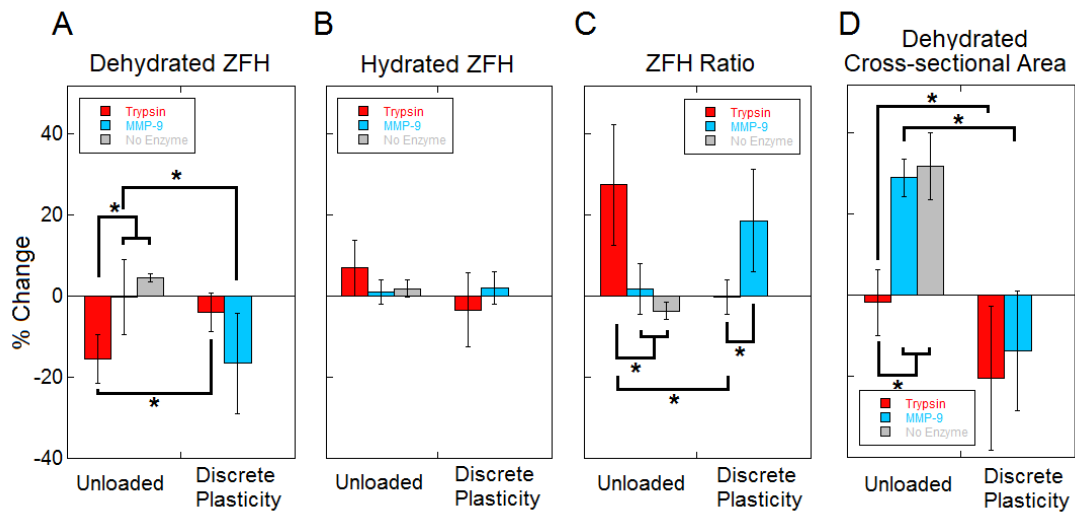 A
Dehydrated ZFH
Trypsin
MMP-9
No Enzyme
*
*
*
% Change
40
20
0
-20
-40
Unloaded
Discrete
Plasticity
B
Hydrated ZFH
Trypsin
MMP-9
No Enzyme
Unloaded
Discrete
Plasticity
C
ZFH Ratio
Trypsin
MMP-9
No Enzyme
*
*
*
Unloaded
Discrete
Plasticity
D
Dehydrated
Cross-sectional Area
*
*
*
Trypsin
MMP-9
No Enzyme
Unloaded
Discrete
Plasticity